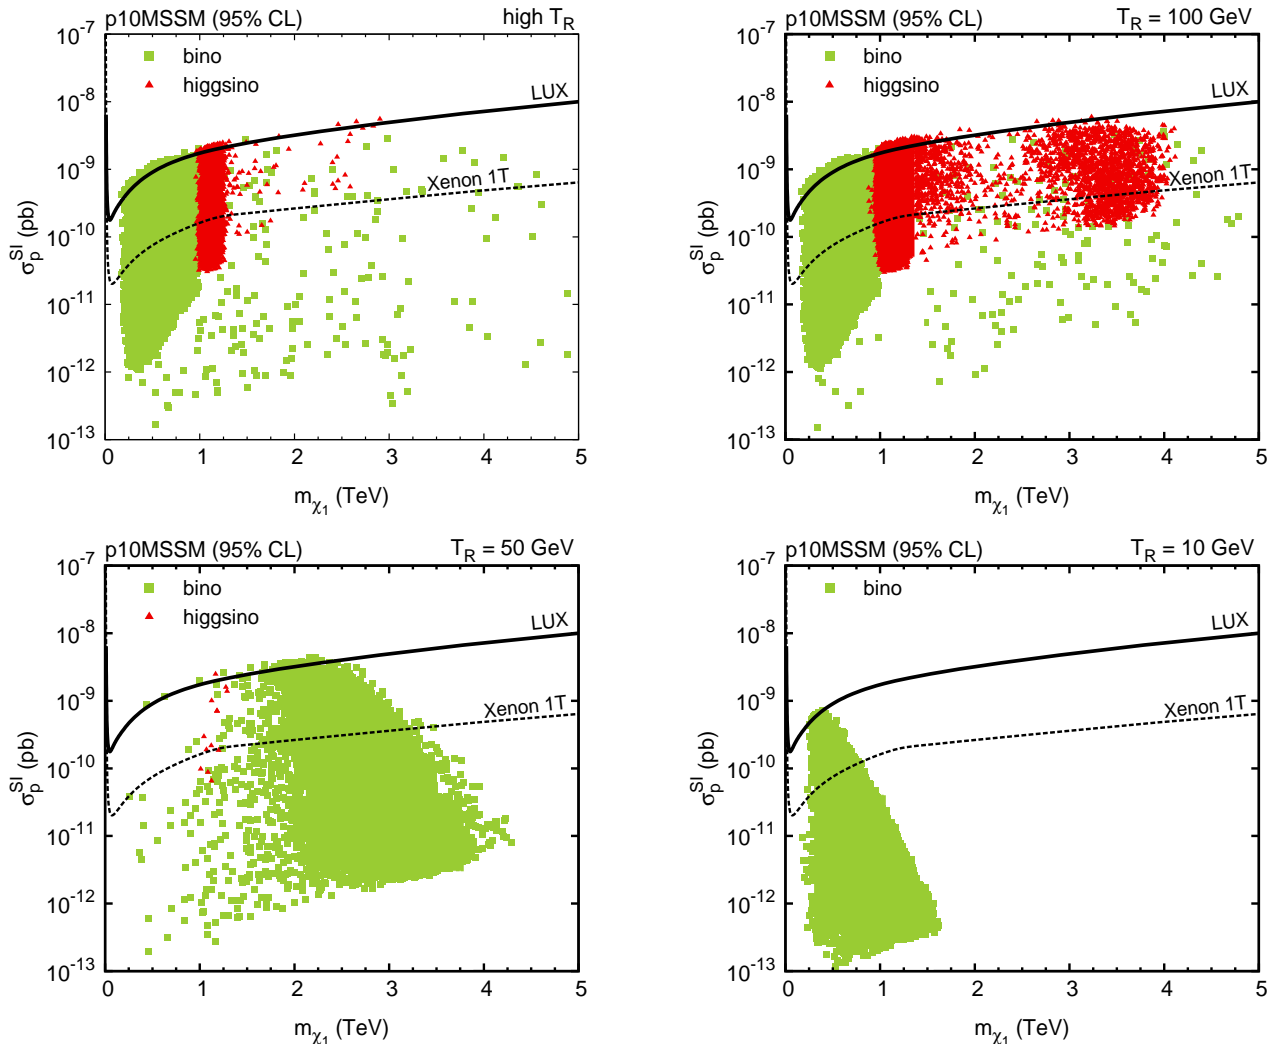 p10MSSM (95% CL) high T_R
bino
higgsino
LUX
Xenon 1T
10^-7
10^-8
10^-9
10^-10
10^-11
10^-12
10^-13
σ_p^SI (pb)
0 1 2 3 4 5
m_χ₁ (TeV)
p10MSSM (95% CL) T_R = 100 GeV
bino
higgsino
LUX
Xenon 1T
10^-7
10^-8
10^-9
10^-10
10^-11
10^-12
10^-13
σ_p^SI (pb)
0 1 2 3 4 5
m_χ₁ (TeV)
p10MSSM (95% CL) T_R = 50 GeV
bino
higgsino
LUX
Xenon 1T
10^-7
10^-8
10^-9
10^-10
10^-11
10^-12
10^-13
σ_p^SI (pb)
0 1 2 3 4 5
m_χ₁ (TeV)
p10MSSM (95% CL) T_R = 10 GeV
bino
LUX
Xenon 1T
10^-7
10^-8
10^-9
10^-10
10^-11
10^-12
10^-13
σ_p^SI (pb)
0 1 2 3 4 5
m_χ₁ (TeV)